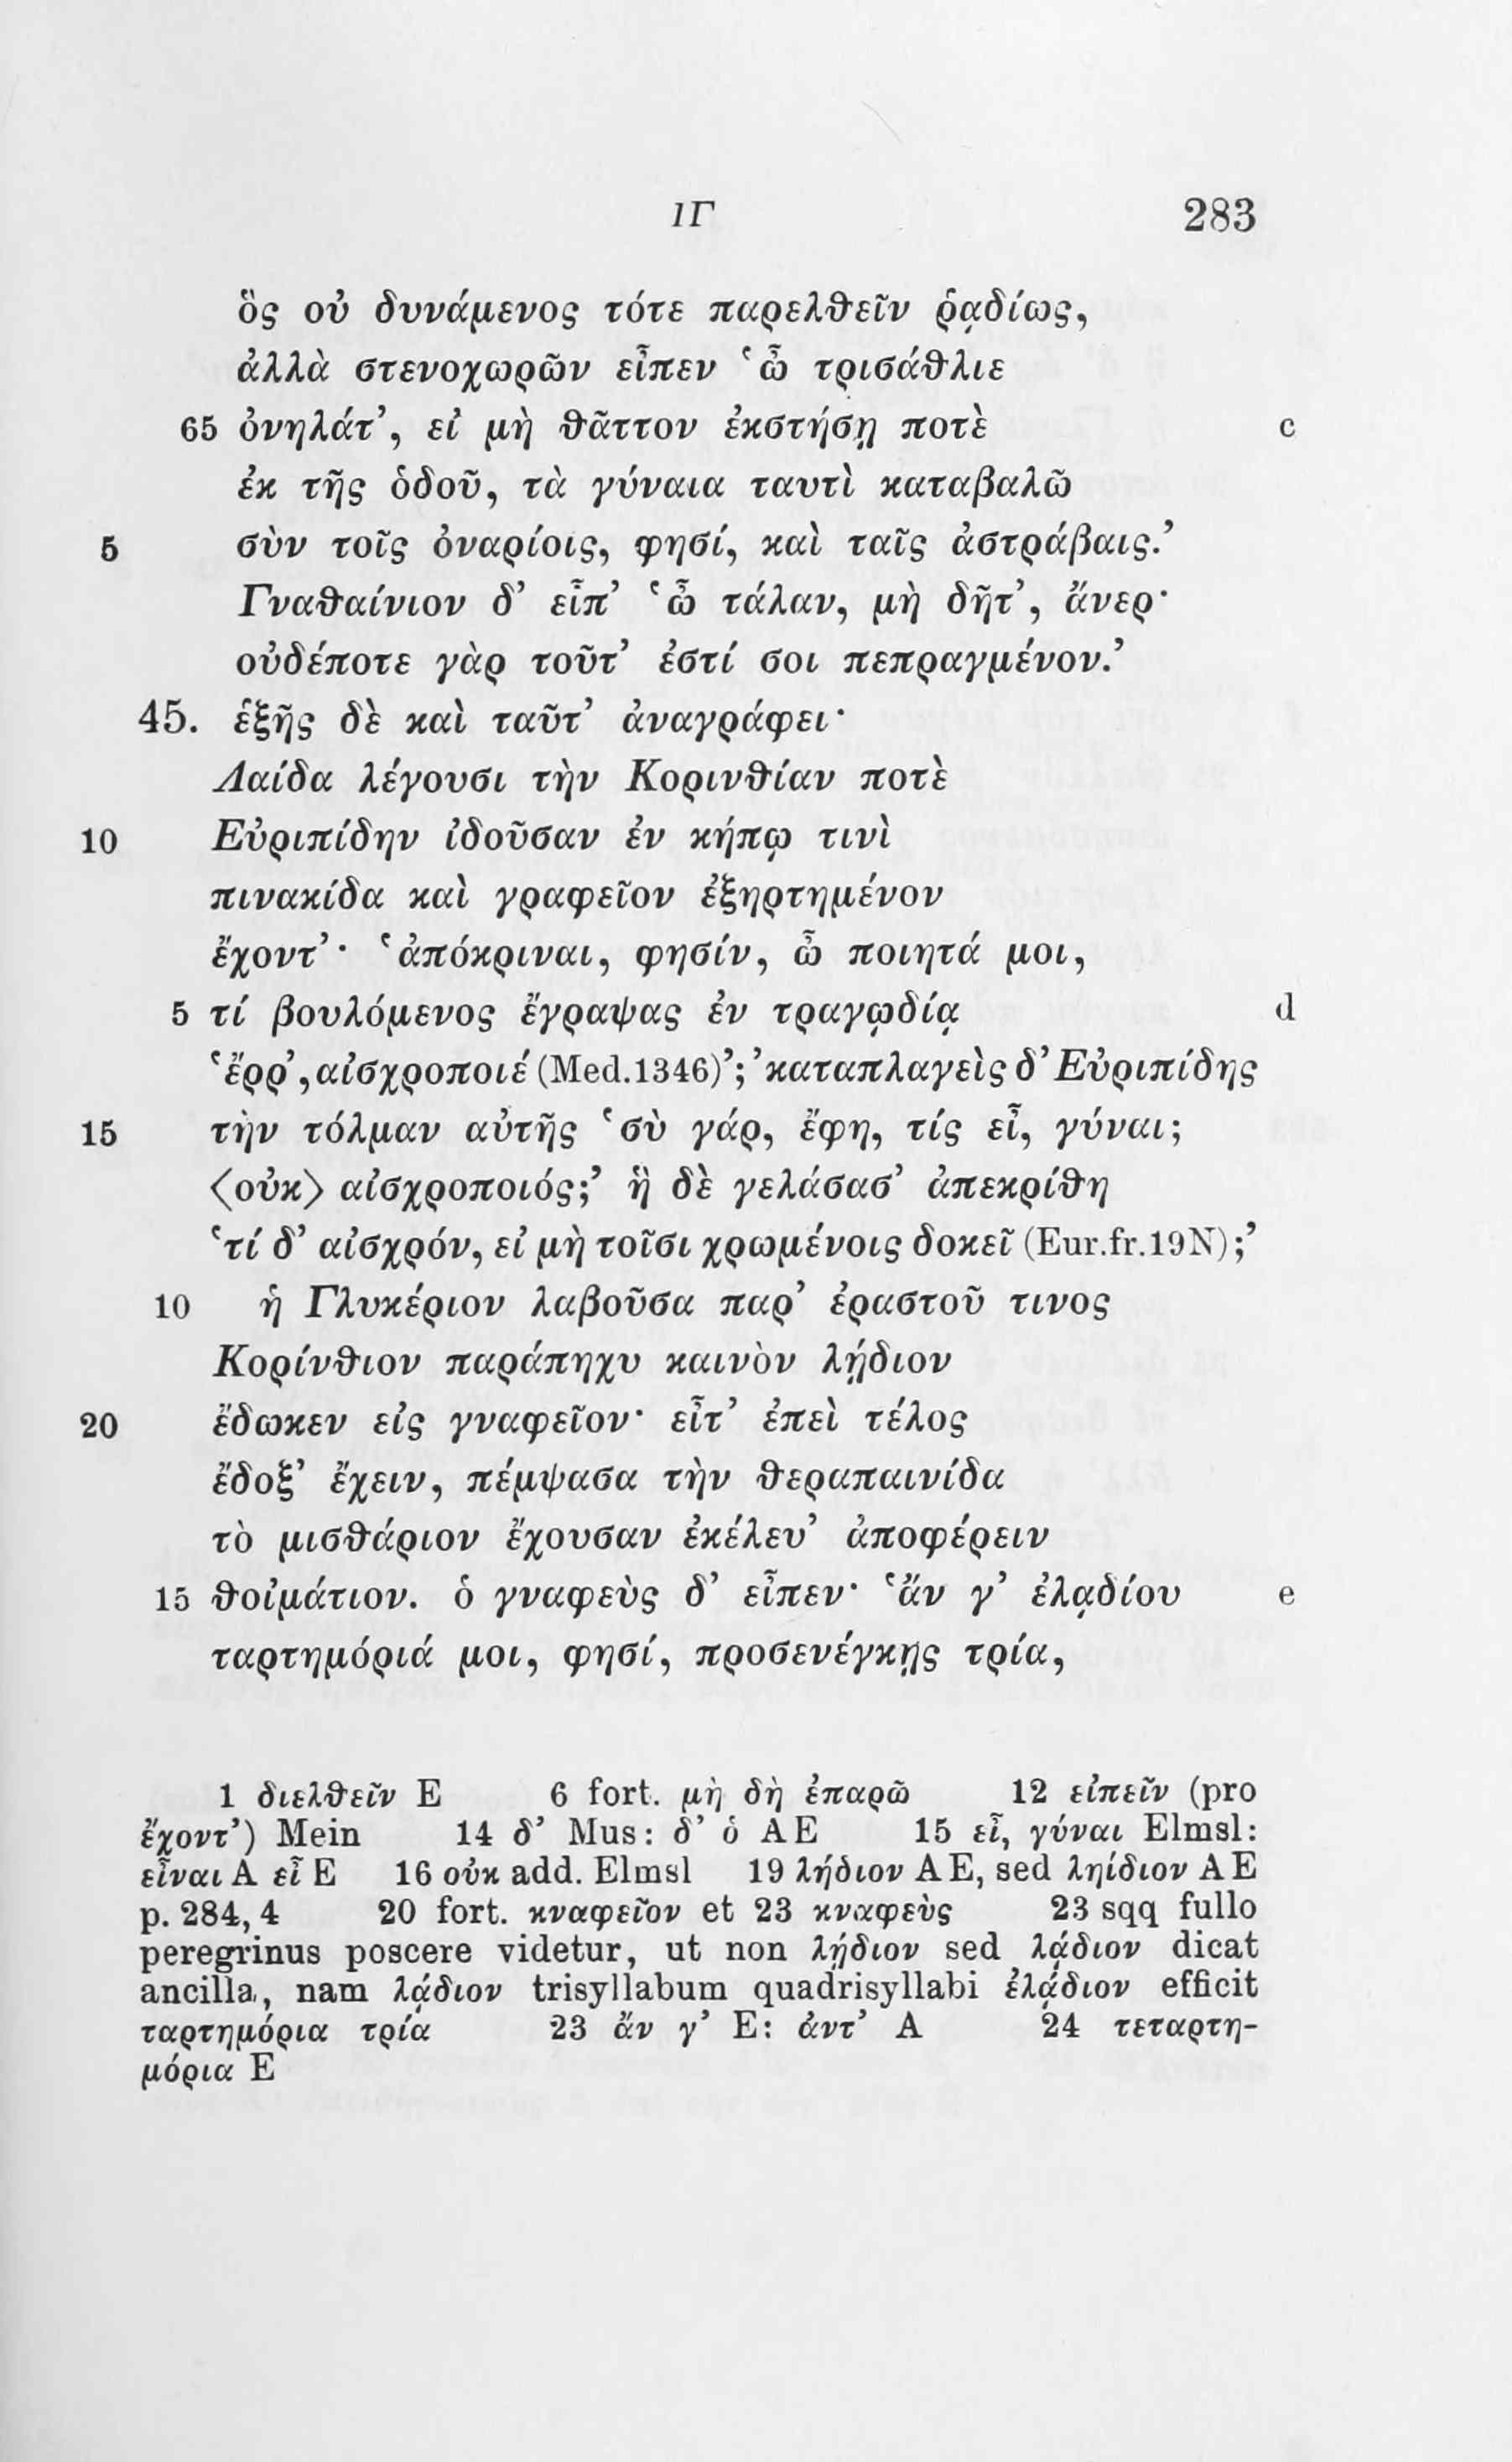 ΙΓ 283
ὃς οὐ δυνάμενος τότε παρελθεῖν ῥᾳδίως,
ἀλλὰ στενοχωρῶν εἶπεν ‘ὦ τρισάθλιε
65 ὀνηλάτ’, εἰ μὴ θᾶττον ἐκστήσῃ ποτὲ c
ἐκ τῆς ὁδοῦ, τὰ γύναια ταυτὶ καταβαλῶ
5 σὺν τοῖς ὀναρίοις, φησί, καὶ ταῖς ἀστράβαις.’
Γναθαίνιον δ’ εἶπ’ ‘ὦ τάλαν, μὴ δῆτ’, ἄνερ·
οὐδέποτε γὰρ τοῦτ’ ἐστί σοι πεπραγμένον.’
45. ἑξῆς δὲ καὶ ταῦτ’ ἀναγράφει·
Λαίδα λέγουσι τὴν Κορινθίαν ποτὲ
10 Εὐριπίδην ἰδοῦσαν ἐν κήπῳ τινὶ
πινακίδα καὶ γραφεῖον ἐξηρτημένον
ἔχοντ’· ‘ἀπόκριναι, φησίν, ὦ ποιητά μοι,
5 τί βουλόμενος ἔγραψας ἐν τραγῳδίᾳ d
‘ἔρρ’, αἰσχροποιέ (Med. 1346)’;’ καταπλαγεὶς δ’ Εὐριπίδης
15 τὴν τόλμαν αὐτῆς ‘σὺ γάρ, ἔφη, τίς εἶ, γύναι;
〈οὐκ〉 αἰσχροποιός;’ ἣ δὲ γελάσασ’ ἀπεκρίθη
‘τί δ’ αἰσχρόν, εἰ μὴ τοῖσι χρωμένοις δοκεῖ (Eur. fr. 19 N);’
10 ἡ Γλυκέριον λαβοῦσα παρ’ ἐραστοῦ τινος
Κορίνθιον παράπηχυ καινὸν λῄδιον
20 ἔδωκεν εἰς γναφεῖον· εἶτ’ ἐπεὶ τέλος
ἔδοξ’ ἔχειν, πέμψασα τὴν θεραπαινίδα
τὸ μισθάριον ἔχουσαν ἐκέλευ’ ἀποφέρειν
15 θοἰμάτιον. ὁ γναφεὺς δ’ εἶπεν· ‘ἄν γ’ ἐλᾳδίου e
ταρτημόριά μοι, φησί, προσενέγκῃς τρία,
1 διελθεῖν E 6 fort. μὴ δὴ ἐπαρῶ 12 εἰπεῖν (pro
ἔχοντ’) Mein 14 δ’ Mus: δ’ ὁ A E 15 εἶ, γύναι Elmsl:
εἶναι A εἶ E 16 οὐκ add. Elmsl 19 λήδιον A E, sed ληίδιον A E
p. 284, 4 20 fort. κναφεῖον et 23 κναφεὺς 23 sqq fullo
peregrinus poscere videtur, ut non λῄδιον sed λᾴδιον dicat
ancilla, nam λᾴδιον trisyllabum quadrisyllabi ἐλᾴδιον efficit
ταρτημόρια τρία 23 ἄν γ’ E: ἀντ’ A 24 τεταρτη-
μόρια E